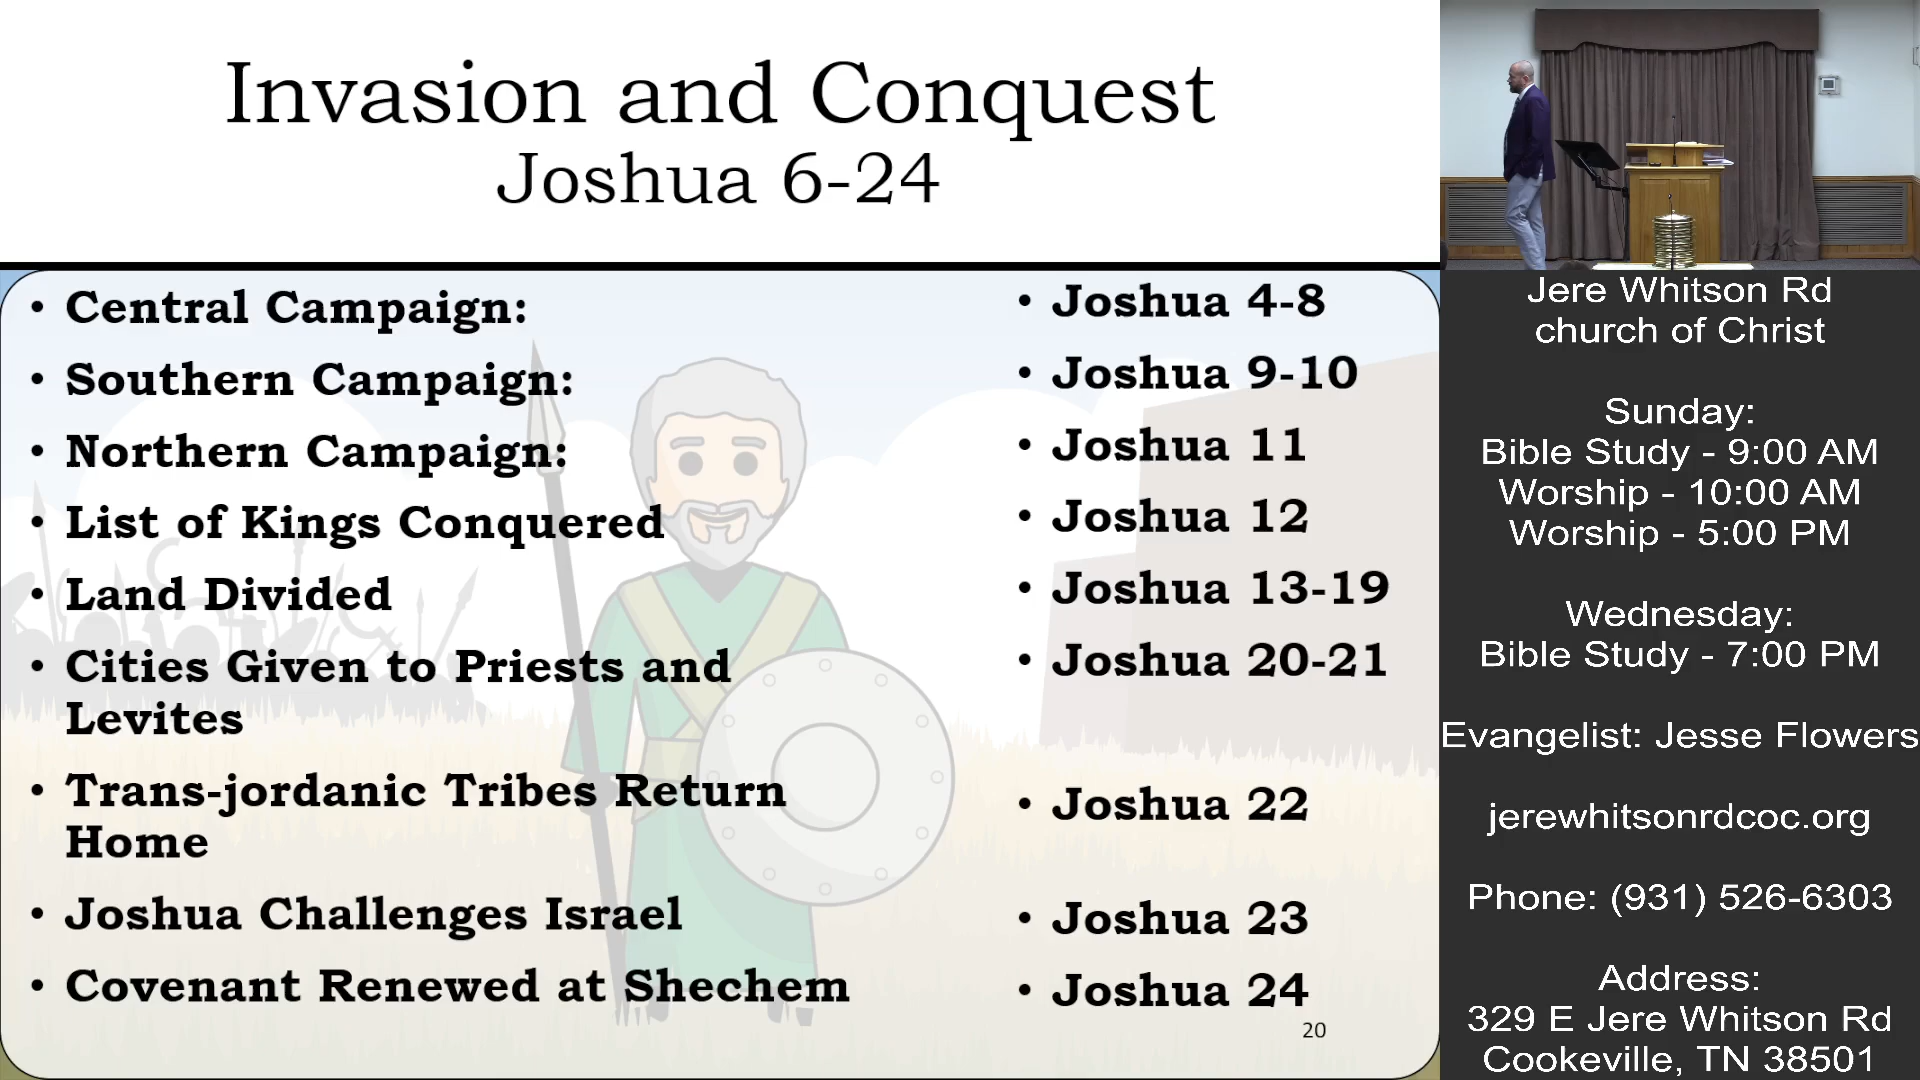 Invasion and Conquest
Joshua 6-24
• Central Campaign:
• Joshua 4-8
• Southern Campaign:
• Joshua 9-10
• Northern Campaign:
• Joshua 11
• List of Kings Conquered
• Joshua 12
• Land Divided
• Joshua 13-19
• Cities Given to Priests and
Levites
• Joshua 20-21
• Trans-jordanic Tribes Return
Home
• Joshua 22
• Joshua Challenges Israel
• Joshua 23
• Covenant Renewed at Shechem
• Joshua 24
20
Jere Whitson Rd
church of Christ
Sunday:
Bible Study - 9:00 AM
Worship - 10:00 AM
Worship - 5:00 PM
Wednesday:
Bible Study - 7:00 PM
Evangelist: Jesse Flowers
jerewhitsonrdcoc.org
Phone: (931) 526-6303
Address:
329 E Jere Whitson Rd
Cookeville, TN 38501